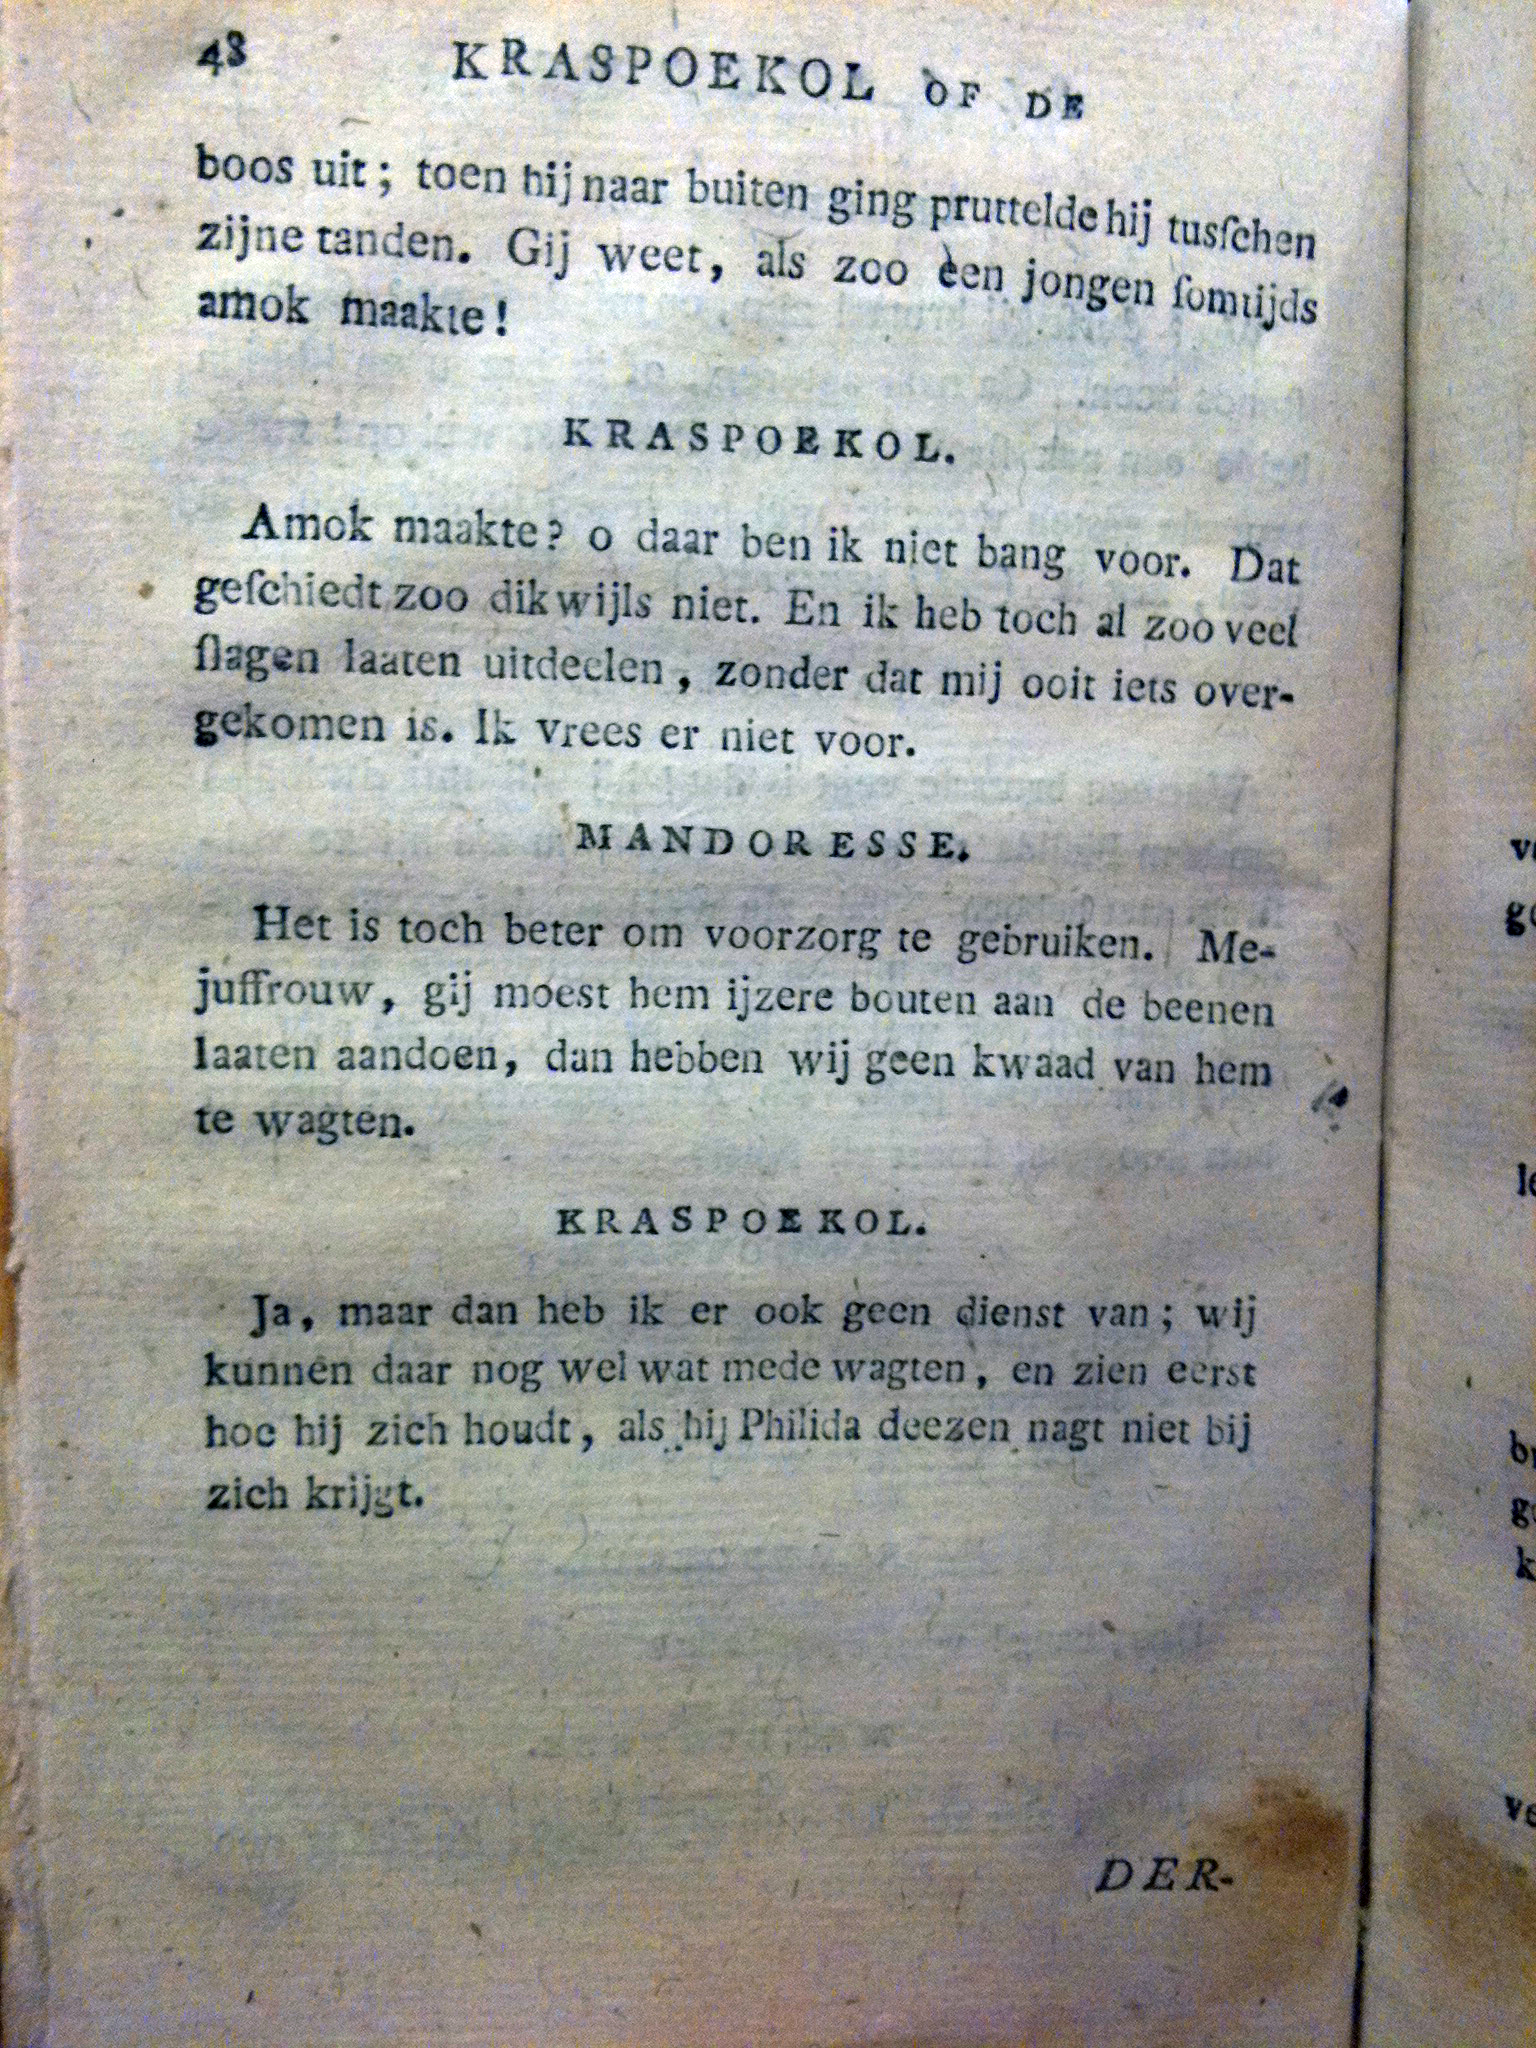 48 KRASPOEKOL OF DE
boos uit; toen hij naar buiten ging pruttelde hij tusſchen
zijne tanden. Gij weet, als zoo een jongen ſomtijds
amok maakte!
KRASPOEKOL.
Amok maakte? o daar ben ik niet bang voor. Dat
geſchiedt zoo dikwijls niet. En ik heb toch al zoo veel
ſlagen laaten uitdeelen, zonder dat mij ooit iets over-
gekomen is. Ik vrees er niet voor.
MANDORESSE.
Het is toch beter om voorzorg te gebruiken. Me-
juffrouw, gij moest hem ijzere bouten aan de beenen
laaten aandoen, dan hebben wij geen kwaad van hem
te wagten.
KRASPOEKOL.
Ja, maar dan heb ik er ook geen dienst van; wij
kunnen daar nog wel wat mede wagten, en zien eerst
hoe hij zich houdt, als hij Philida deezen nagt niet bij
zich krijgt.
DER-